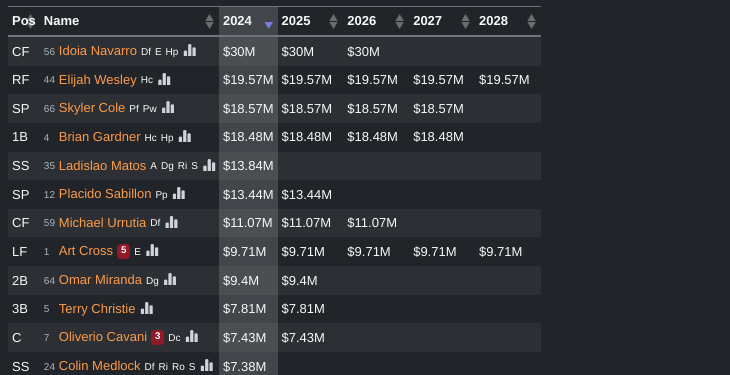 Pos Name 2024 2025 2026 2027 2028
CF 56 Idoia Navarro Df E Hp $30M $30M $30M
RF 44 Elijah Wesley Hc $19.57M $19.57M $19.57M $19.57M $19.57M
SP 66 Skyler Cole Pf Pw $18.57M $18.57M $18.57M $18.57M
1B 4 Brian Gardner Hc Hp $18.48M $18.48M $18.48M $18.48M
SS 35 Ladislao Matos A Dg Ri S $13.84M
SP 12 Placido Sabillon Pp $13.44M $13.44M
CF 59 Michael Urrutia Df $11.07M $11.07M $11.07M
LF 1 Art Cross 5 E $9.71M $9.71M $9.71M $9.71M $9.71M
2B 64 Omar Miranda Dg $9.4M $9.4M
3B 5 Terry Christie $7.81M $7.81M
C 7 Oliverio Cavani 3 Dc $7.43M $7.43M
SS 24 Colin Medlock Df Ri Ro S $7.38M